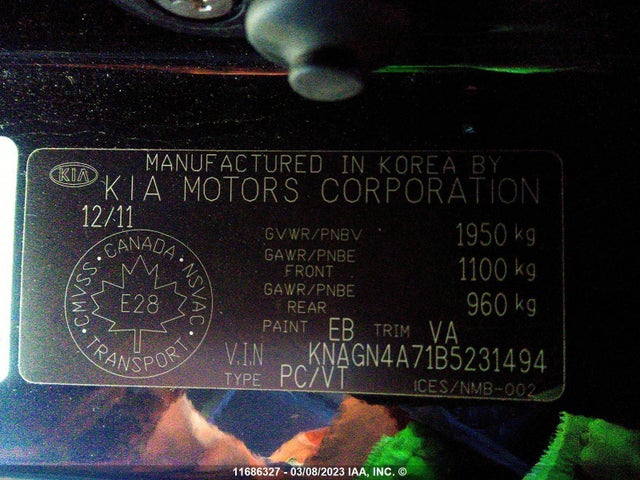 KIA
MANUFACTURED IN KOREA BY
KIA MOTORS CORPORATION
12/11
GVWR/PNBV 1950 kg
GAWR/PNBE FRONT 1100 kg
GAWR/PNBE REAR 960 kg
CMVSS · CANADA · NSVAC · TRANSPORT ·
E28
PAINT EB TRIM VA
V.I.N KNAGN4A71B5231494
TYPE PC/VT ICES/NMB-002
11686327 - 03/08/2023 IAA, INC. ©